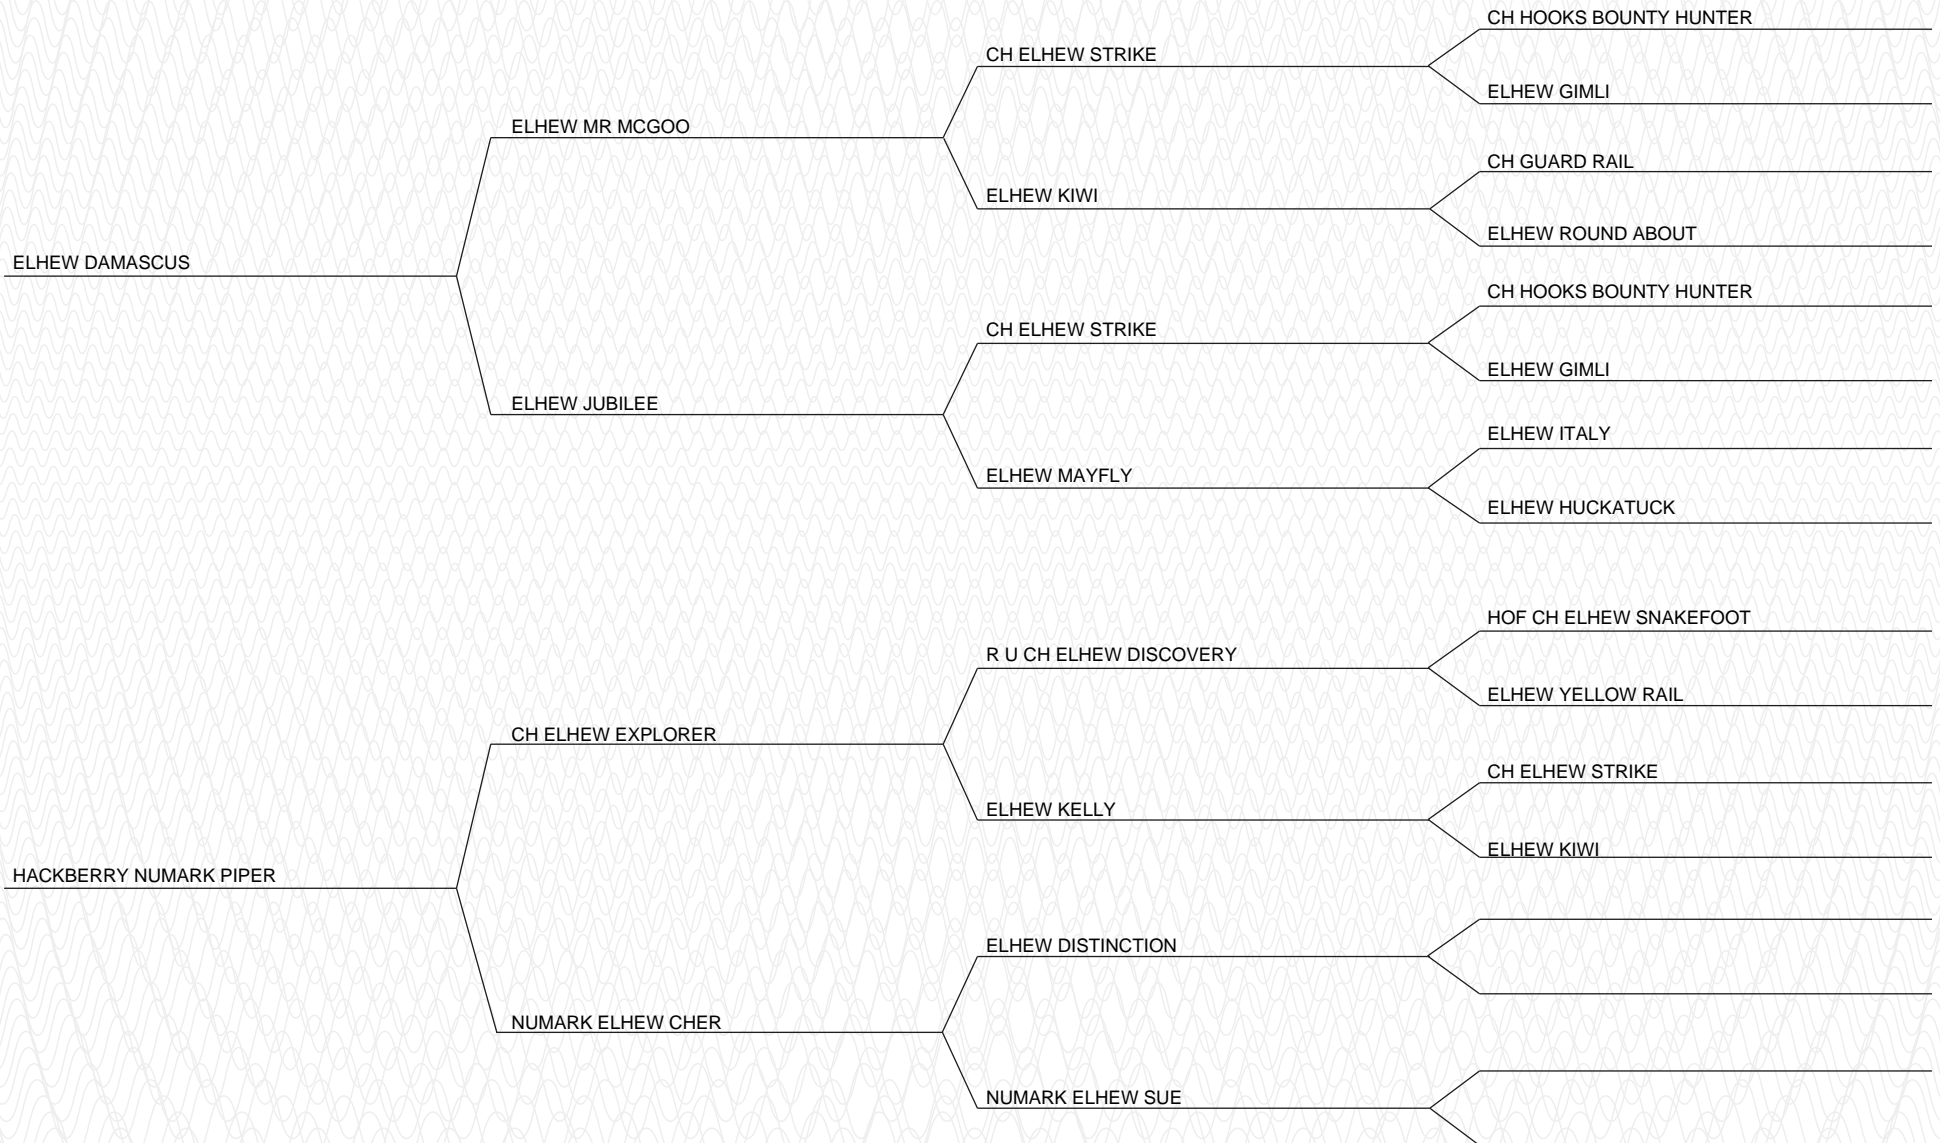 CH HOOKS BOUNTY HUNTER
CH ELHEW STRIKE
ELHEW GIMLI
ELHEW MR MCGOO
CH GUARD RAIL
ELHEW KIWI
ELHEW ROUND ABOUT
ELHEW DAMASCUS
CH HOOKS BOUNTY HUNTER
CH ELHEW STRIKE
ELHEW GIMLI
ELHEW JUBILEE
ELHEW ITALY
ELHEW MAYFLY
ELHEW HUCKATUCK
HOF CH ELHEW SNAKEFOOT
R U CH ELHEW DISCOVERY
ELHEW YELLOW RAIL
CH ELHEW EXPLORER
CH ELHEW STRIKE
ELHEW KELLY
ELHEW KIWI
HACKBERRY NUMARK PIPER
ELHEW DISTINCTION
NUMARK ELHEW CHER
NUMARK ELHEW SUE